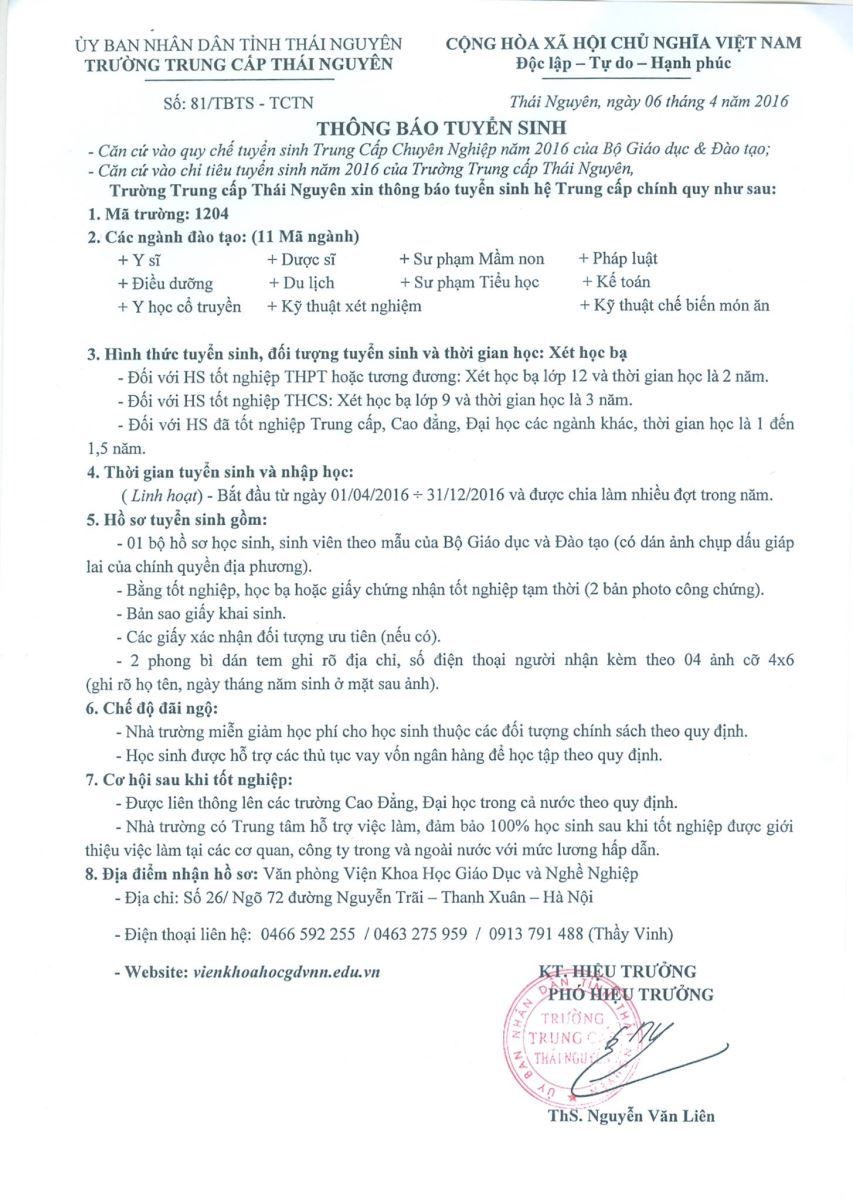 ỦY BAN NHÂN DÂN TỈNH THÁI NGUYÊN
TRƯỜNG TRUNG CẤP THÁI NGUYÊN
CỘNG HÒA XÃ HỘI CHỦ NGHĨA VIỆT NAM
Độc lập – Tự do – Hạnh phúc
Số: 81/TBTS - TCTN
Thái Nguyên, ngày 06 tháng 4 năm 2016
THÔNG BÁO TUYỂN SINH
- Căn cứ vào quy chế tuyển sinh Trung Cấp Chuyên Nghiệp năm 2016 của Bộ Giáo dục & Đào tạo;
- Căn cứ vào chỉ tiêu tuyển sinh năm 2016 của Trường Trung cấp Thái Nguyên,
Trường Trung cấp Thái Nguyên xin thông báo tuyển sinh hệ Trung cấp chính quy như sau:
1. Mã trường: 1204
2. Các ngành đào tạo: (11 Mã ngành)
+ Y sĩ + Dược sĩ + Sư phạm Mầm non + Pháp luật
+ Điều dưỡng + Du lịch + Sư phạm Tiểu học + Kế toán
+ Y học cổ truyền + Kỹ thuật xét nghiệm + Kỹ thuật chế biến món ăn
3. Hình thức tuyển sinh, đối tượng tuyển sinh và thời gian học: Xét học bạ
- Đối với HS tốt nghiệp THPT hoặc tương đương: Xét học bạ lớp 12 và thời gian học là 2 năm.
- Đối với HS tốt nghiệp THCS: Xét học bạ lớp 9 và thời gian học là 3 năm.
- Đối với HS đã tốt nghiệp Trung cấp, Cao đẳng, Đại học các ngành khác, thời gian học là 1 đến
1,5 năm.
4. Thời gian tuyển sinh và nhập học:
( Linh hoạt) - Bắt đầu từ ngày 01/04/2016 ÷ 31/12/2016 và được chia làm nhiều đợt trong năm.
5. Hồ sơ tuyển sinh gồm:
- 01 bộ hồ sơ học sinh, sinh viên theo mẫu của Bộ Giáo dục và Đào tạo (có dán ảnh chụp dấu giáp
lai của chính quyền địa phương).
- Bằng tốt nghiệp, học bạ hoặc giấy chứng nhận tốt nghiệp tạm thời (2 bản photo công chứng).
- Bản sao giấy khai sinh.
- Các giấy xác nhận đối tượng ưu tiên (nếu có).
- 2 phong bì dán tem ghi rõ địa chỉ, số điện thoại người nhận kèm theo 04 ảnh cỡ 4x6
(ghi rõ họ tên, ngày tháng năm sinh ở mặt sau ảnh).
6. Chế độ đãi ngộ:
- Nhà trường miễn giảm học phí cho học sinh thuộc các đối tượng chính sách theo quy định.
- Học sinh được hỗ trợ các thủ tục vay vốn ngân hàng để học tập theo quy định.
7. Cơ hội sau khi tốt nghiệp:
- Được liên thông lên các trường Cao Đẳng, Đại học trong cả nước theo quy định.
- Nhà trường có Trung tâm hỗ trợ việc làm, đảm bảo 100% học sinh sau khi tốt nghiệp được giới
thiệu việc làm tại các cơ quan, công ty trong và ngoài nước với mức lương hấp dẫn.
8. Địa điểm nhận hồ sơ: Văn phòng Viện Khoa Học Giáo Dục và Nghề Nghiệp
- Địa chỉ: Số 26/ Ngõ 72 đường Nguyễn Trãi – Thanh Xuân – Hà Nội
- Điện thoại liên hệ: 0466 592 255 / 0463 275 959 / 0913 791 488 (Thầy Vinh)
- Website: vienkhoahocgdvnn.edu.vn
KT. HIỆU TRƯỞNG
PHÓ HIỆU TRƯỞNG
ỦY BAN NHÂN DÂN TỈNH THÁI NGUYÊN
TRƯỜNG
TRUNG CẤP
THÁI NGUYÊN
ThS. Nguyễn Văn Liên